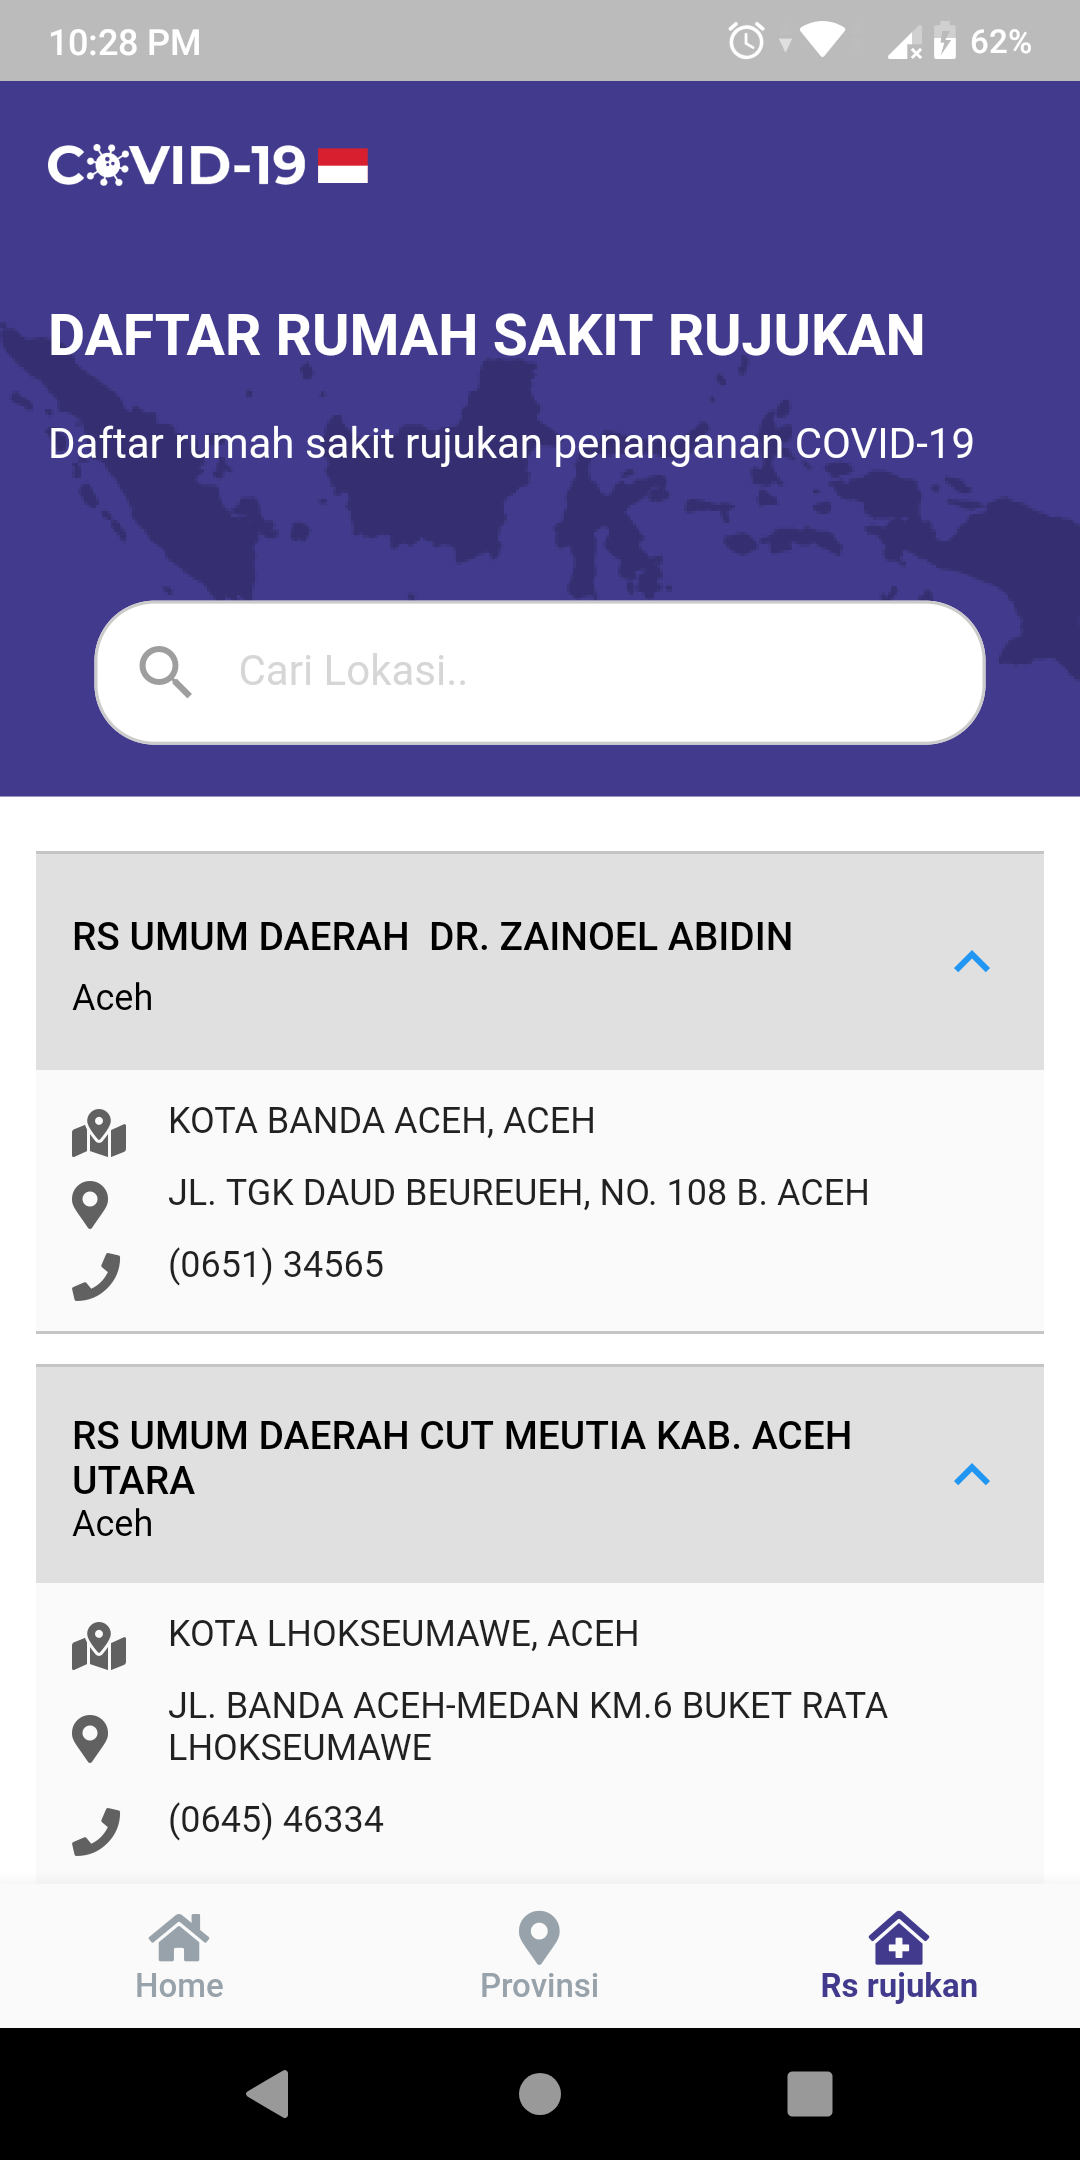 10:28 PM
62%
COVID-19
DAFTAR RUMAH SAKIT RUJUKAN
Daftar rumah sakit rujukan penanganan COVID-19
Cari Lokasi..
RS UMUM DAERAH  DR. ZAINOEL ABIDIN
Aceh
KOTA BANDA ACEH, ACEH
JL. TGK DAUD BEUREUEH, NO. 108 B. ACEH
(0651) 34565
RS UMUM DAERAH CUT MEUTIA KAB. ACEH
UTARA
Aceh
KOTA LHOKSEUMAWE, ACEH
JL. BANDA ACEH-MEDAN KM.6 BUKET RATA
LHOKSEUMAWE
(0645) 46334
Home
Provinsi
Rs rujukan